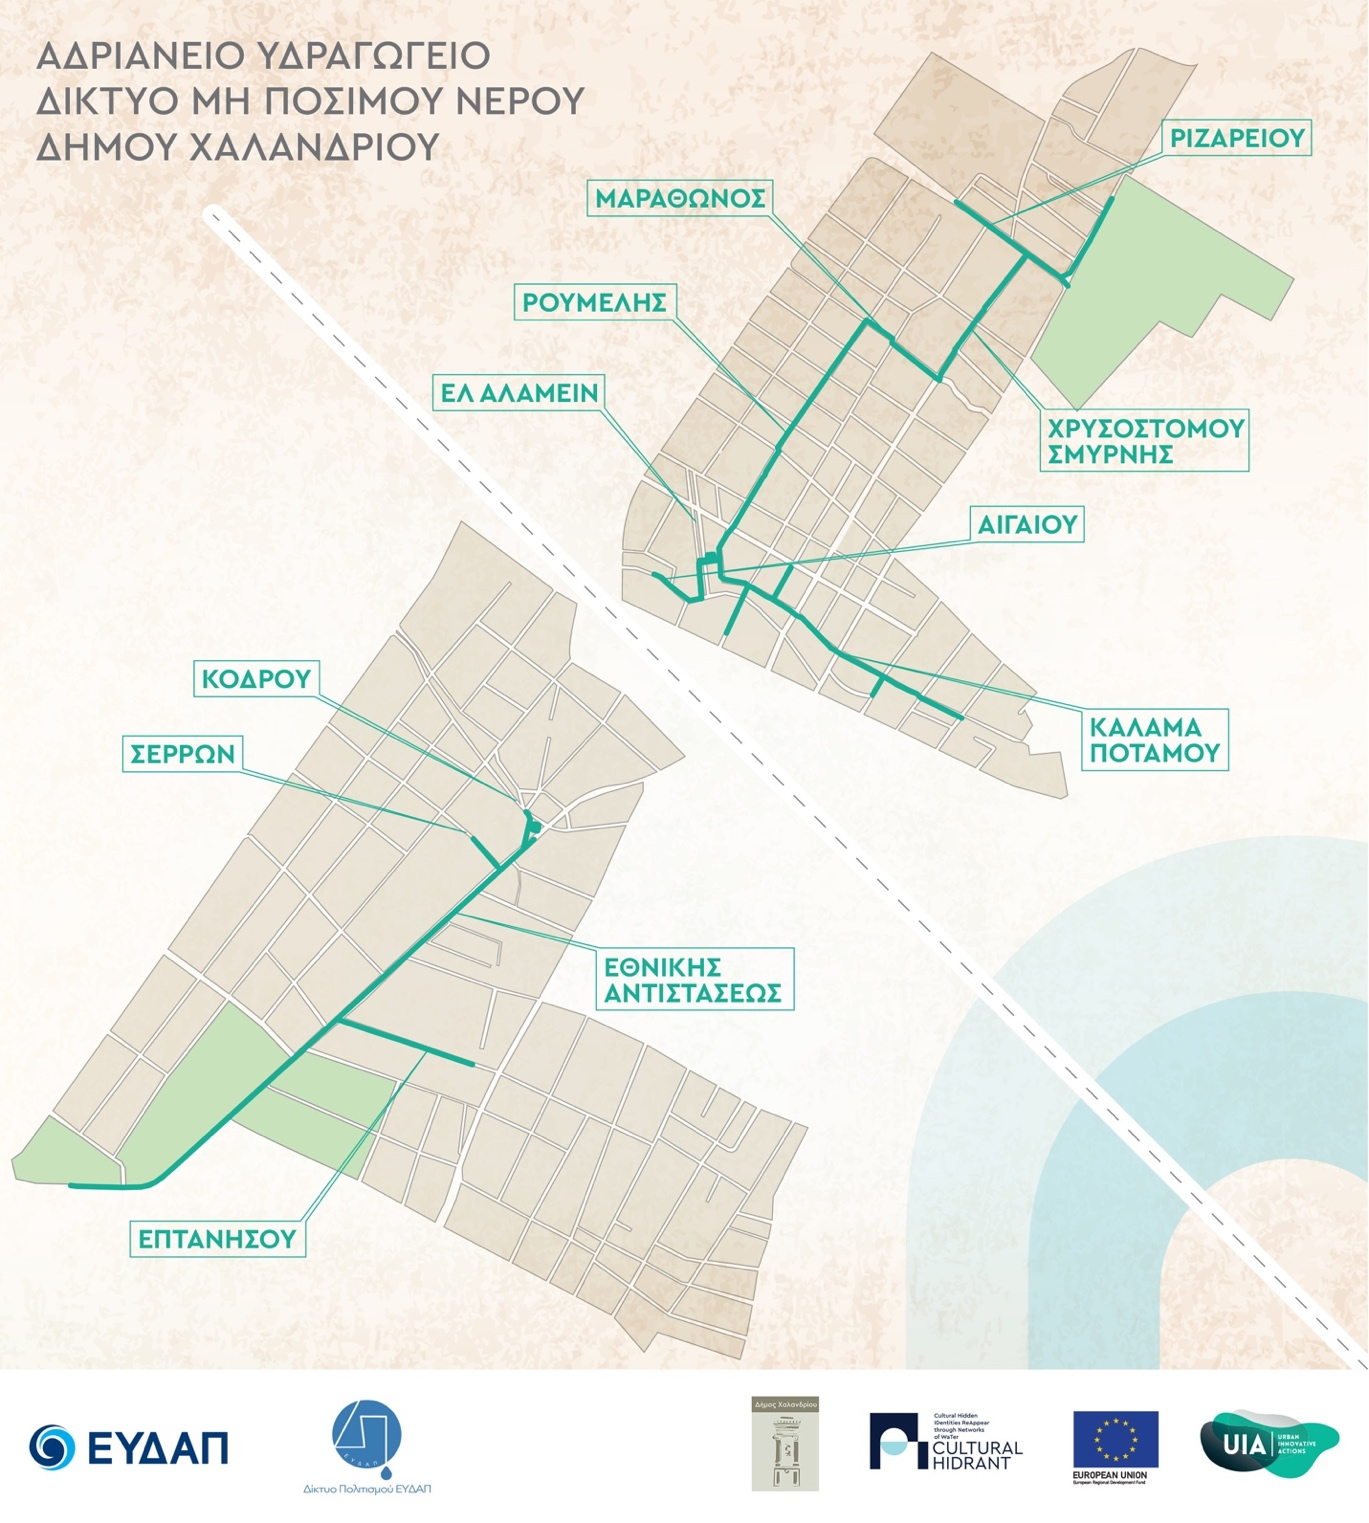 ΑΔΡΙΑΝΕΙΟ ΥΔΡΑΓΩΓΕΙΟ
ΔΙΚΤΥΟ ΜΗ ΠΟΣΙΜΟΥ ΝΕΡΟΥ
ΔΗΜΟΥ ΧΑΛΑΝΔΡΙΟΥ
ΡΙΖΑΡΕΙΟΥ
ΜΑΡΑΘΩΝΟΣ
ΡΟΥΜΕΛΗΣ
ΕΛ ΑΛΑΜΕΙΝ
ΧΡΥΣΟΣΤΟΜΟΥ
ΣΜΥΡΝΗΣ
ΑΙΓΑΙΟΥ
ΚΟΔΡΟΥ
ΚΑΛΑΜΑ
ΠΟΤΑΜΟΥ
ΣΕΡΡΩΝ
ΕΘΝΙΚΗΣ
ΑΝΤΙΣΤΑΣΕΩΣ
ΕΠΤΑΝΗΣΟΥ
ΕΥΔΑΠ
ΕΥΔΑΠ
Δίκτυο Πολιτισμού ΕΥΔΑΠ
Δήμος Χαλανδρίου
Cultural Hidden
IDentities ReAppear
through Networks
of WaTer
CULTURAL
HIDRANT
EUROPEAN UNION
European Regional Development Fund
UIA
URBAN
INNOVATIVE
ACTIONS